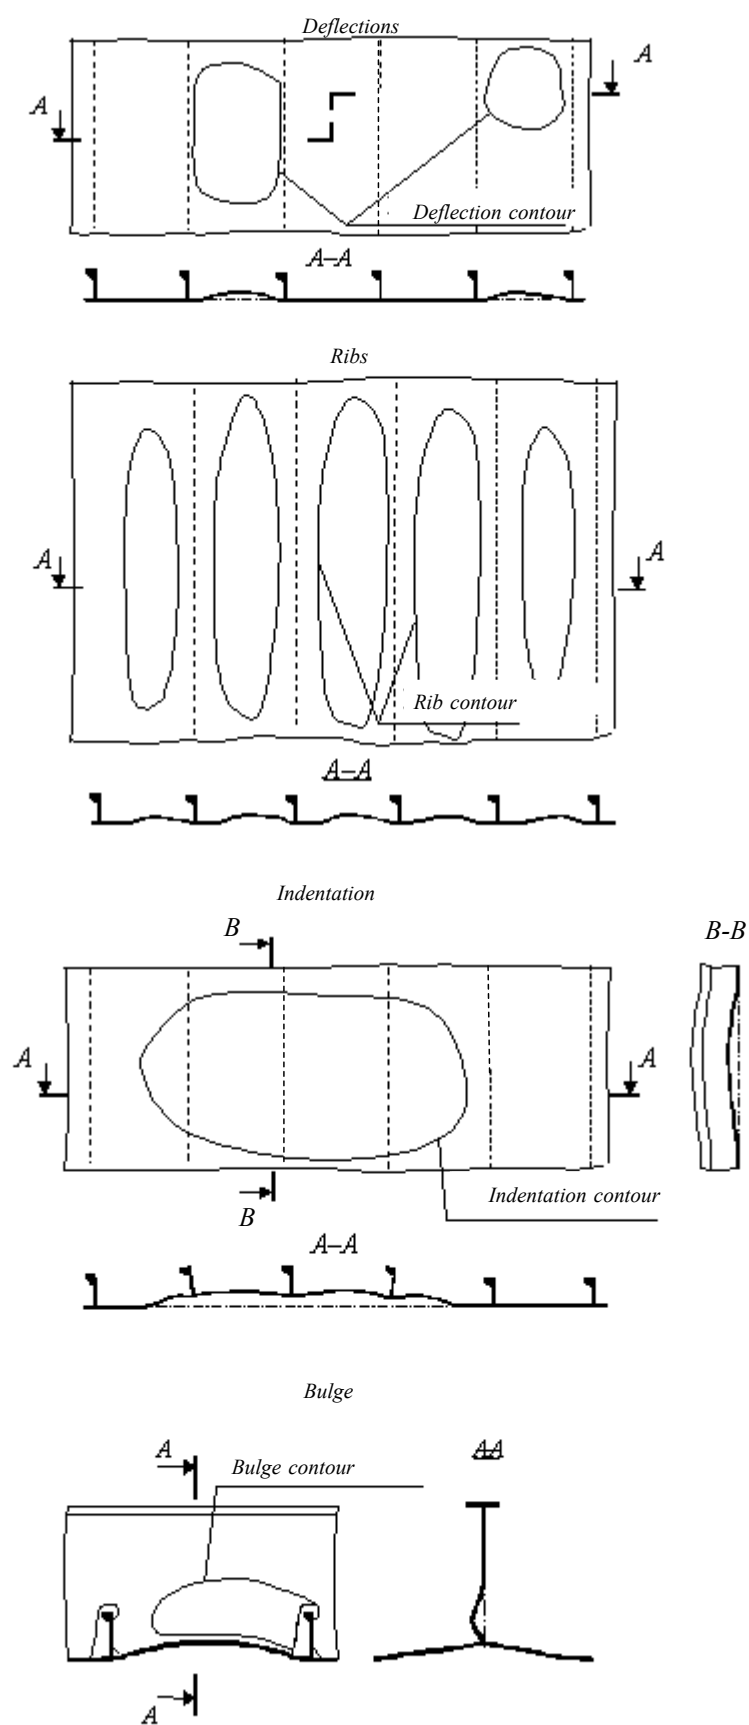 Deflections
A
A
Deflection contour
A–A
Ribs
A
A
Rib contour
A–A
Indentation
B
B-B
A
A
Indentation contour
B
A–A
Bulge
A
AA
Bulge contour
A